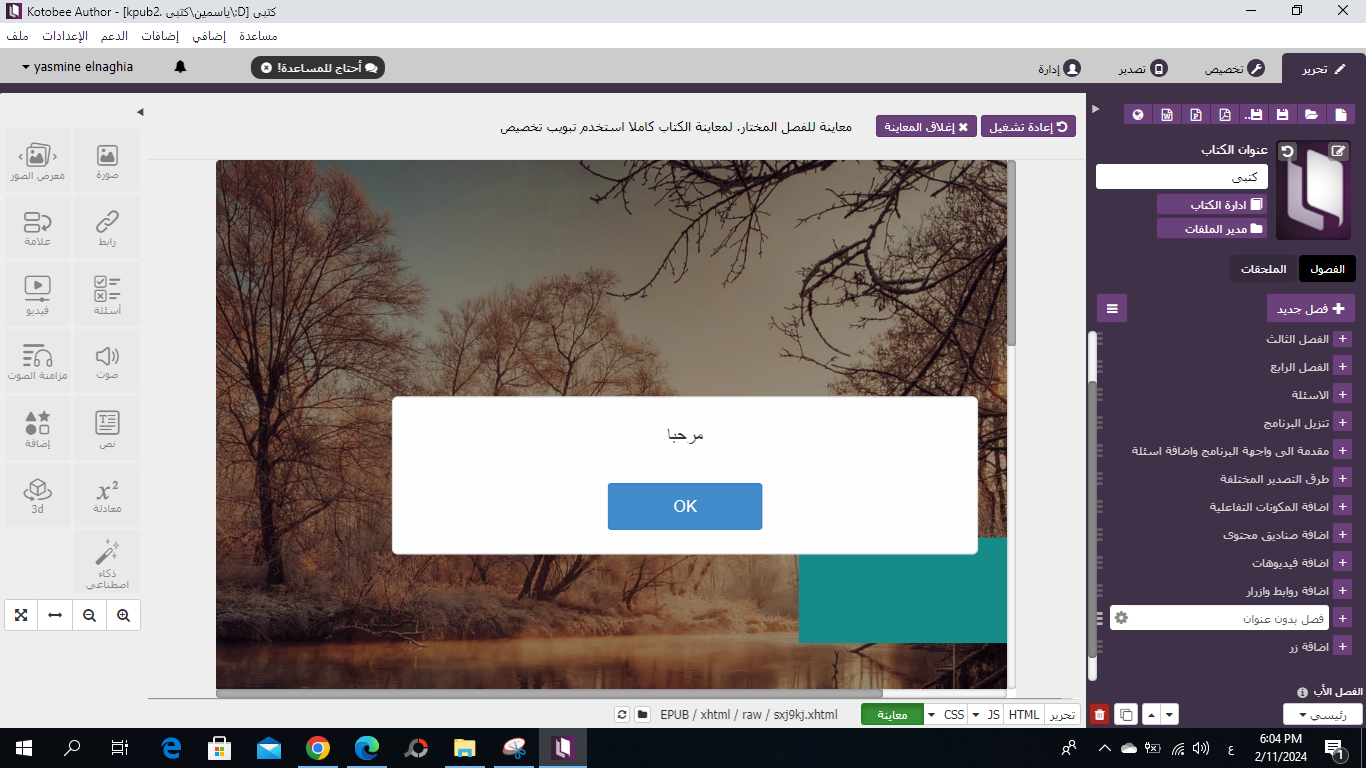 Kotobee Author - [kpub2. كتبى\ياسمين\:D] كتبى
ملف الإعدادات الدعم إضافات إضافي مساعدة
yasmine elnaghia
أحتاج للمساعدة!
تحرير تخصيص تصدير إدارة
إعادة تشغيل إغلاق المعاينة معاينة للفصل المختار. لمعاينة الكتاب كاملا استخدم تبويب تخصيص
عنوان الكتاب
كتبى
ادارة الكتاب
مدير الملفات
الفصول الملحقات
فصل جديد
الفصل الثالث
الفصل الرابع
الاسئلة
تنزيل البرنامج
مقدمة الى واجهة البرنامج واضافة اسئلة
طرق التصدير المختلفة
اضافة المكونات التفاعلية
اضافة صناديق محتوى
اضافة فيديوهات
اضافة روابط وازرار
فصل بدون عنوان
اضافة زر
الفصل الأب
رئيسي
مرحبا
OK
صورة معرض الصور
رابط علامة
أسئلة فيديو
صوت مزامنة الصوت
نص إضافة
معادلة 3d
ذكاء
اصطناعي
EPUB / xhtml / raw / sxj9kj.xhtml معاينة CSS JS HTML تحرير
ع
6:04 PM
2/11/2024
1